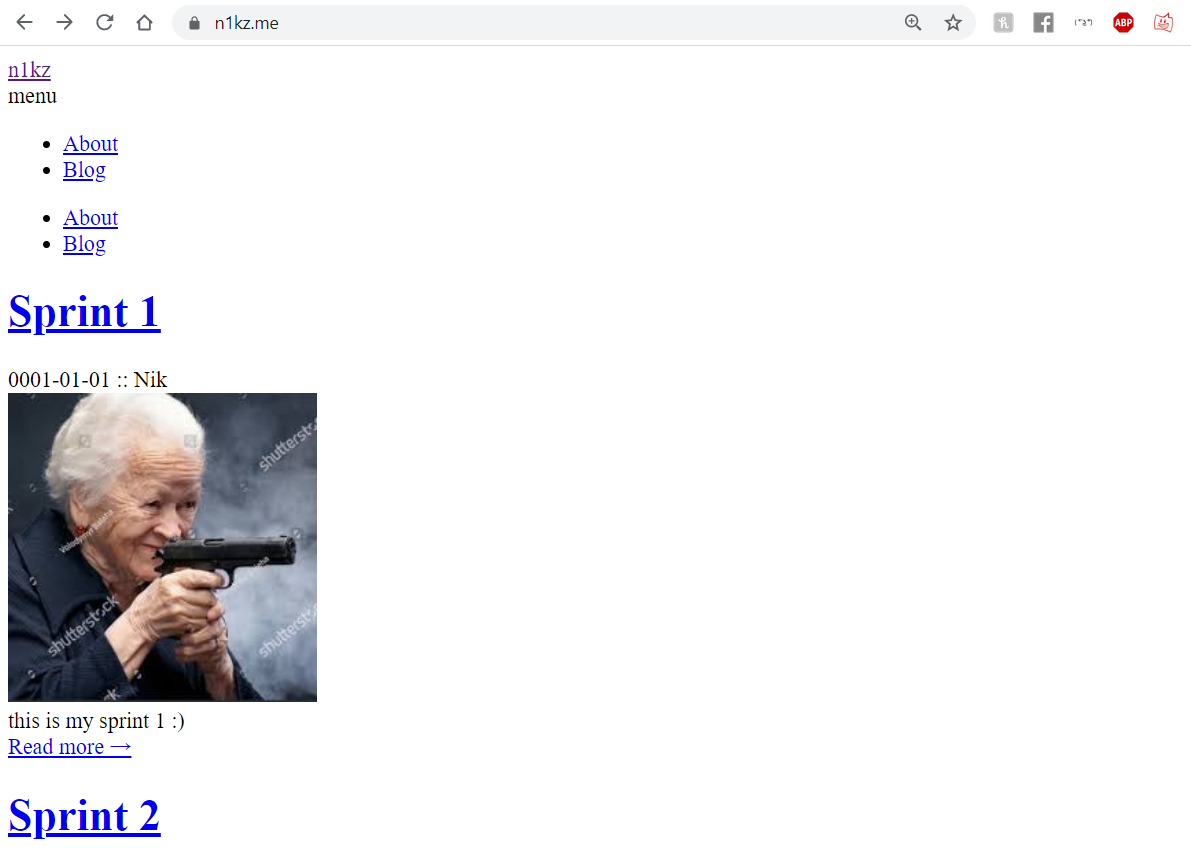 n1kz.me
ABP
n1kz
menu
About
Blog
About
Blog
Sprint 1
0001-01-01 :: Nik
shutterstock
shutterstock
shutterstock
this is my sprint 1 :)
Read more →
Sprint 2